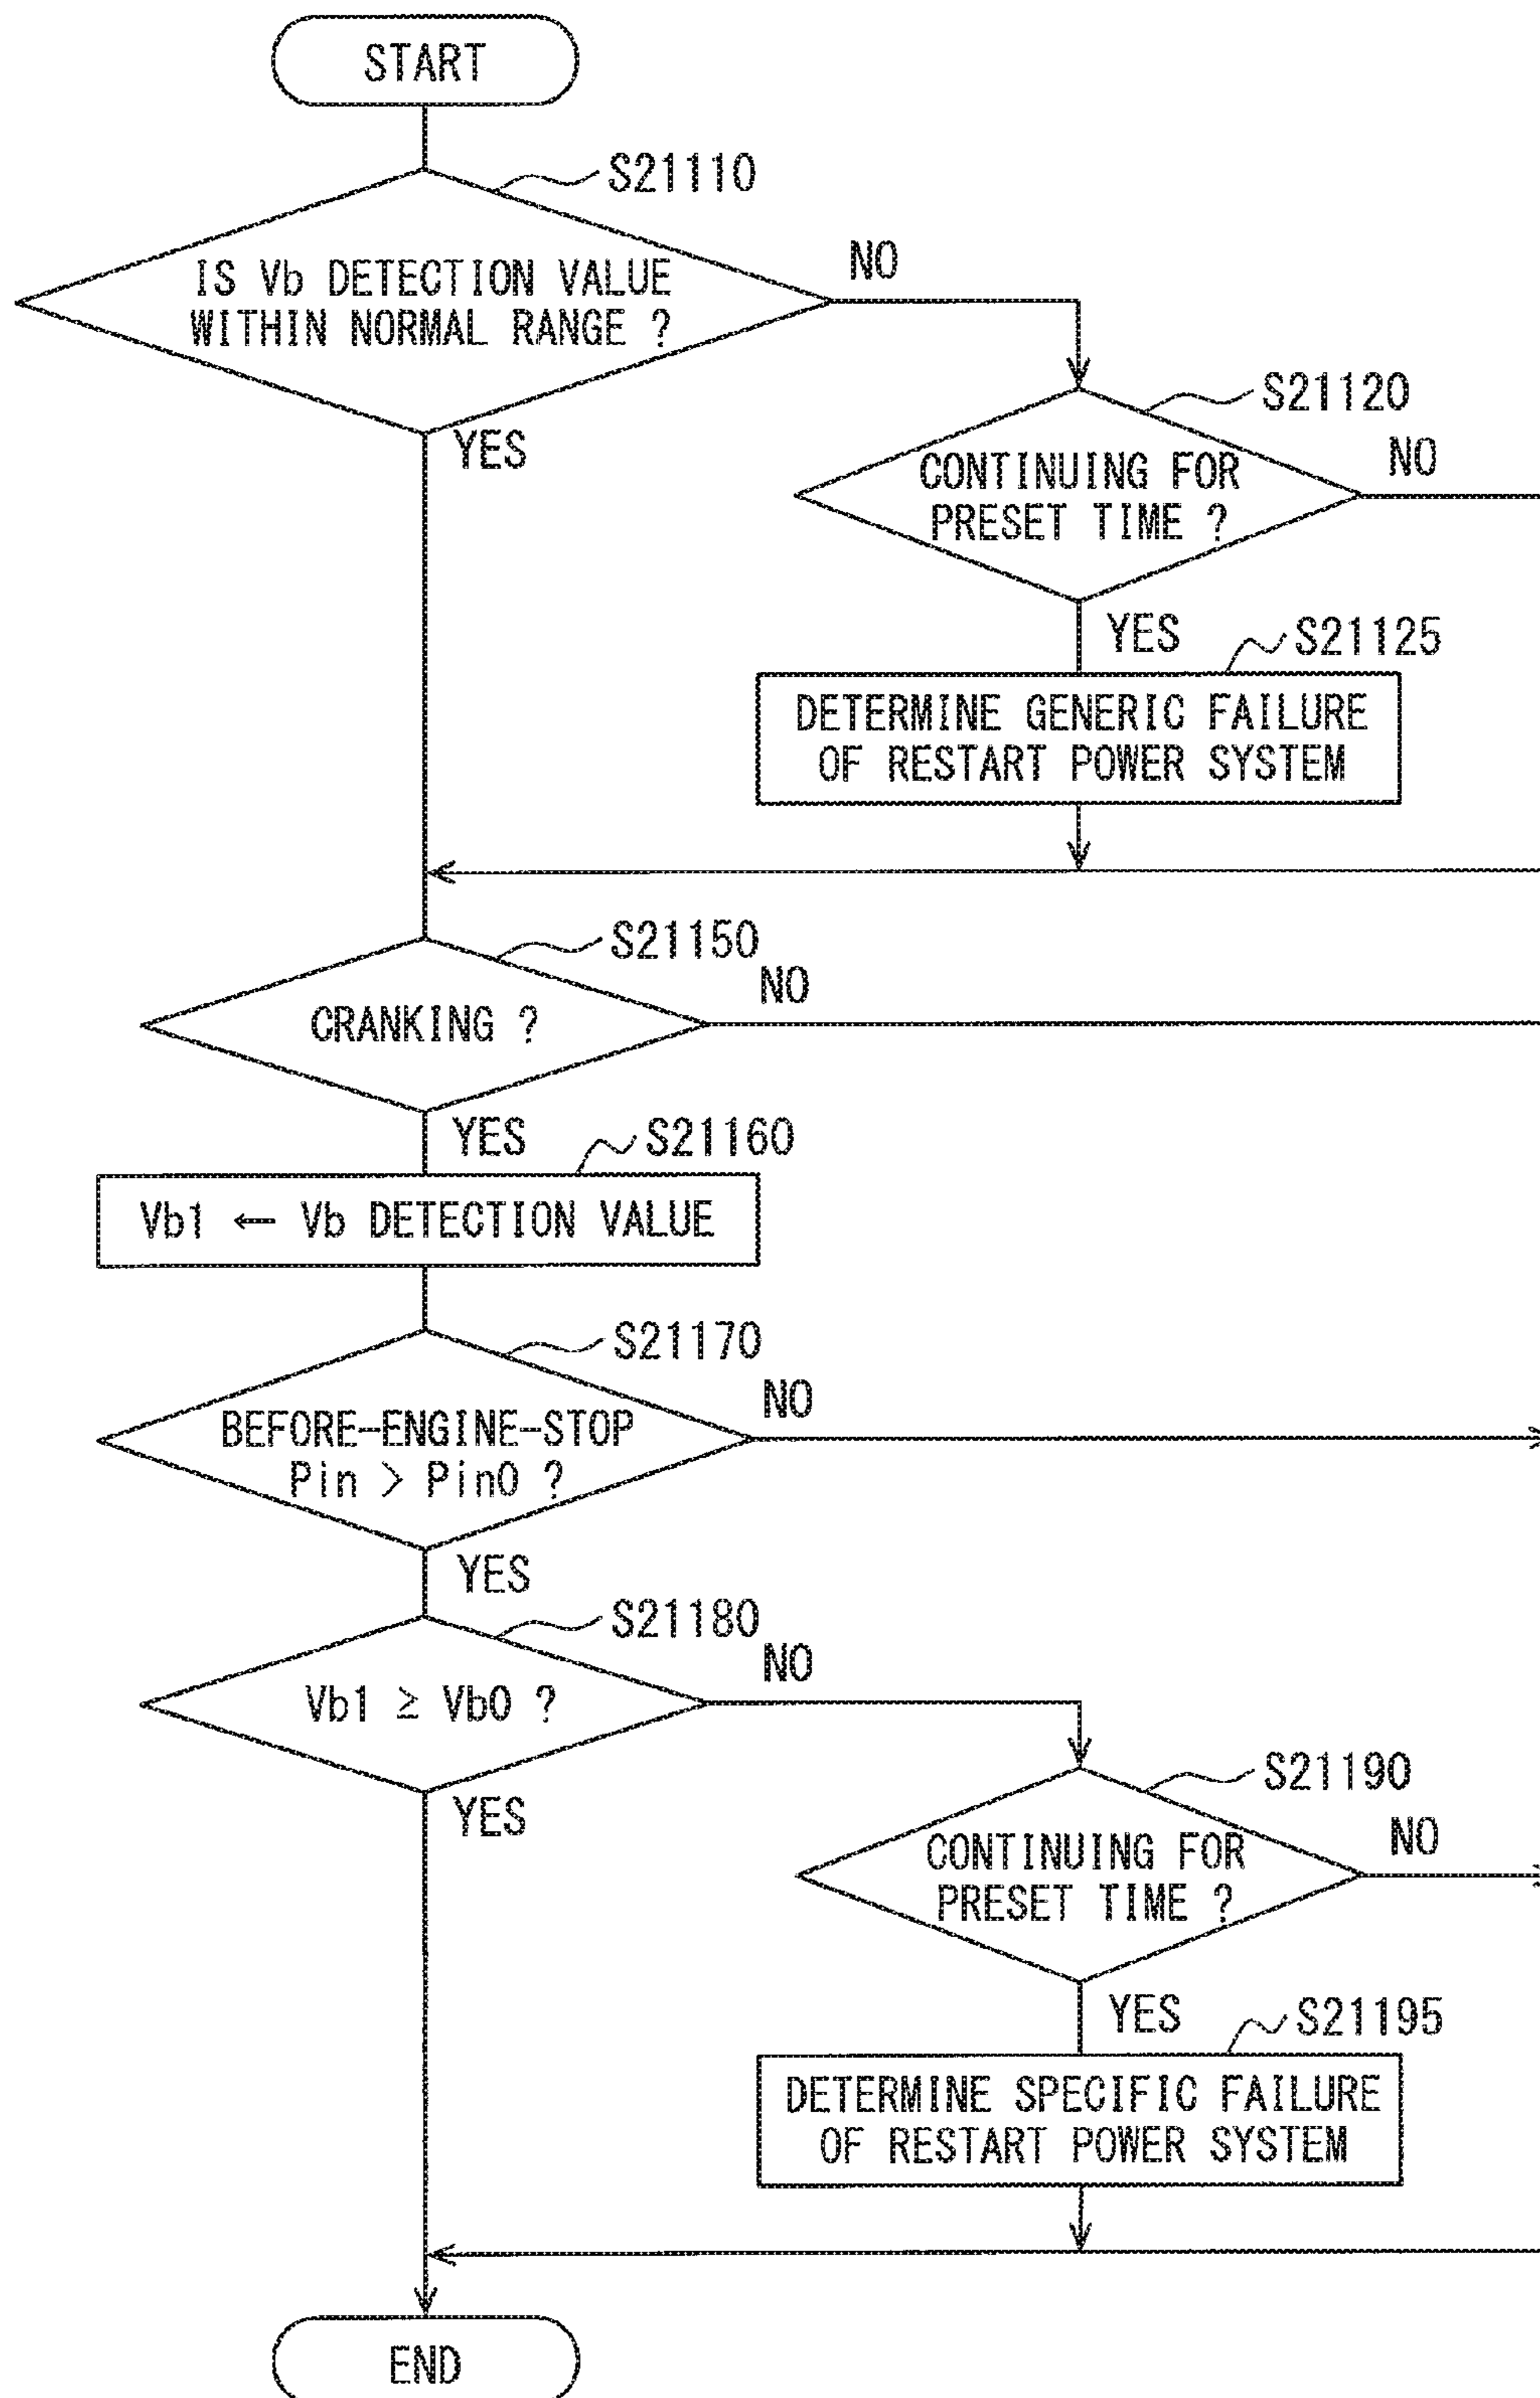 START
S21110
IS Vb DETECTION VALUE
WITHIN NORMAL RANGE ?
NO
YES
S21120
CONTINUING FOR
PRESET TIME ?
NO
YES
S21125
DETERMINE GENERIC FAILURE
OF RESTART POWER SYSTEM
S21150
CRANKING ?
NO
YES
S21160
Vb1 ← Vb DETECTION VALUE
S21170
BEFORE-ENGINE-STOP
Pin > Pin0 ?
NO
YES
S21180
Vb1 ≥ Vb0 ?
NO
YES
S21190
CONTINUING FOR
PRESET TIME ?
NO
YES
S21195
DETERMINE SPECIFIC FAILURE
OF RESTART POWER SYSTEM
END